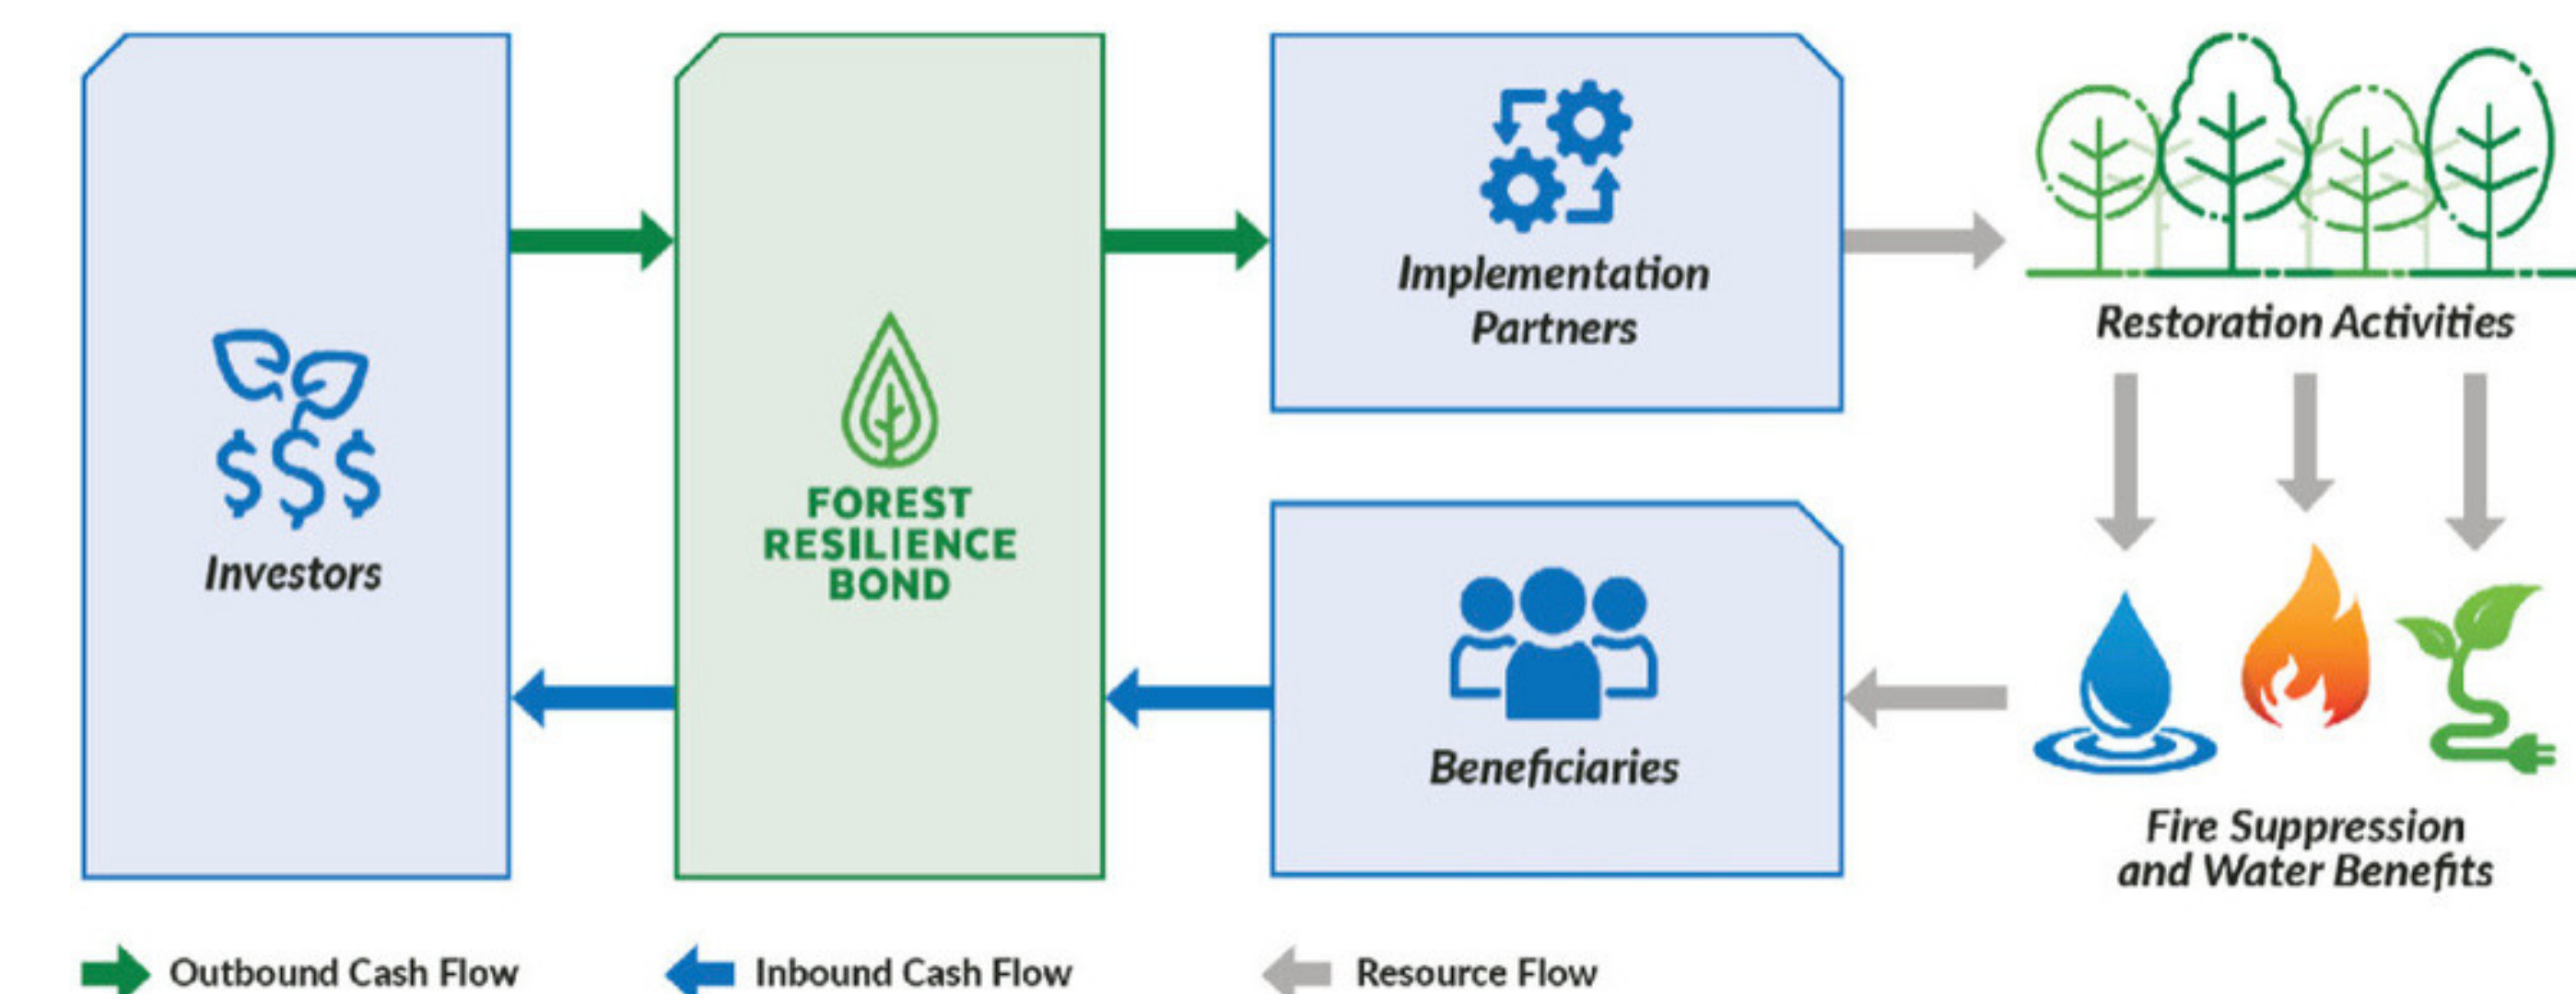 Investors
$$$
FOREST
RESILIENCE
BOND
Implementation
Partners
Restoration Activities
Beneficiaries
Fire Suppression
and Water Benefits
Outbound Cash Flow
Inbound Cash Flow
Resource Flow